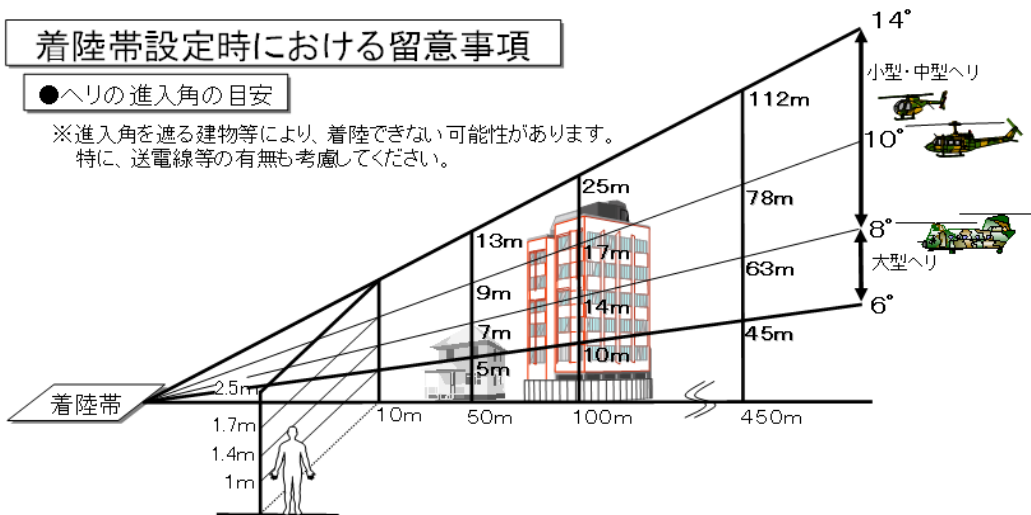 着陸帯設定時における留意事項
●ヘリの進入角の目安
※進入角を遮る建物等により、着陸できない可能性があります。
特に、送電線等の有無も考慮してください。
14°
小型・中型ヘリ
112m
10°
25m
78m
13m
8°
17m
大型ヘリ
63m
9m
14m
6°
7m
45m
10m
5m
2.5m
着陸帯
10m
50m
100m
450m
1.7m
1.4m
1m